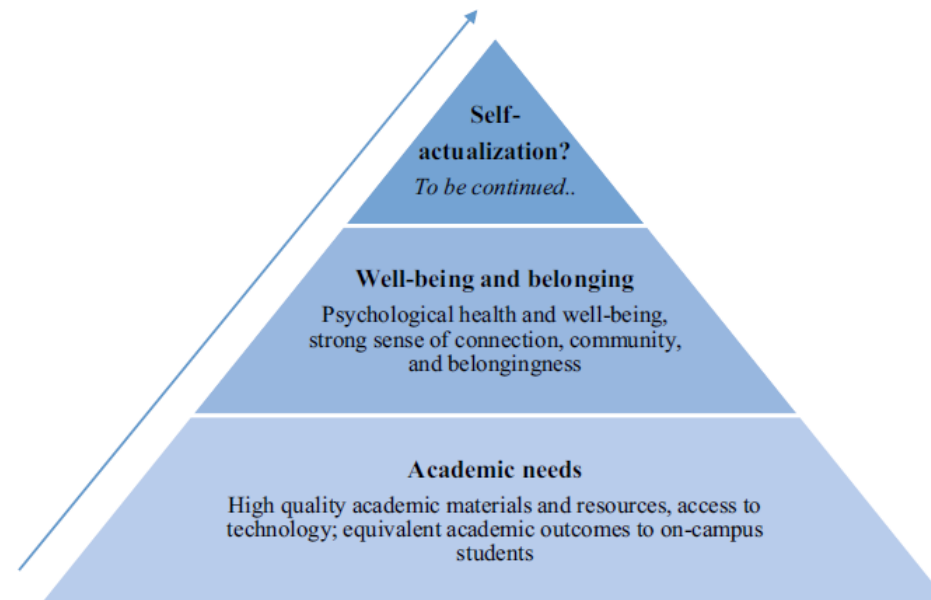 Self-
actualization?
To be continued..
Well-being and belonging
Psychological health and well-being,
strong sense of connection, community,
and belongingness
Academic needs
High quality academic materials and resources, access to
technology; equivalent academic outcomes to on-campus
students